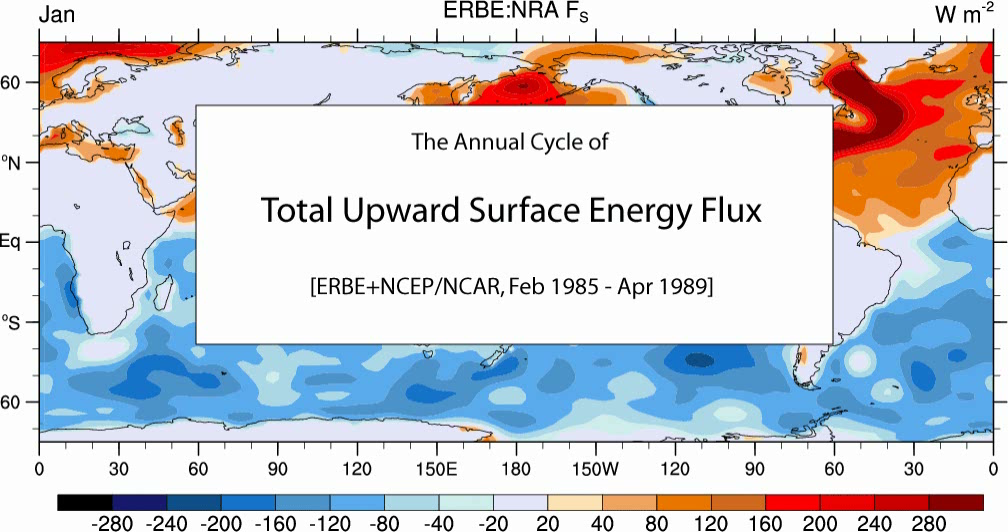 Jan ERBE:NRA FS W m-2
The Annual Cycle of
Total Upward Surface Energy Flux
[ERBE+NCEP/NCAR, Feb 1985 - Apr 1989]
60
°N
Eq
°S
60
0 30 60 90 120 150E 180 150W 120 90 60 30 0
-280 -240 -200 -160 -120 -80 -40 -20 20 40 80 120 160 200 240 280